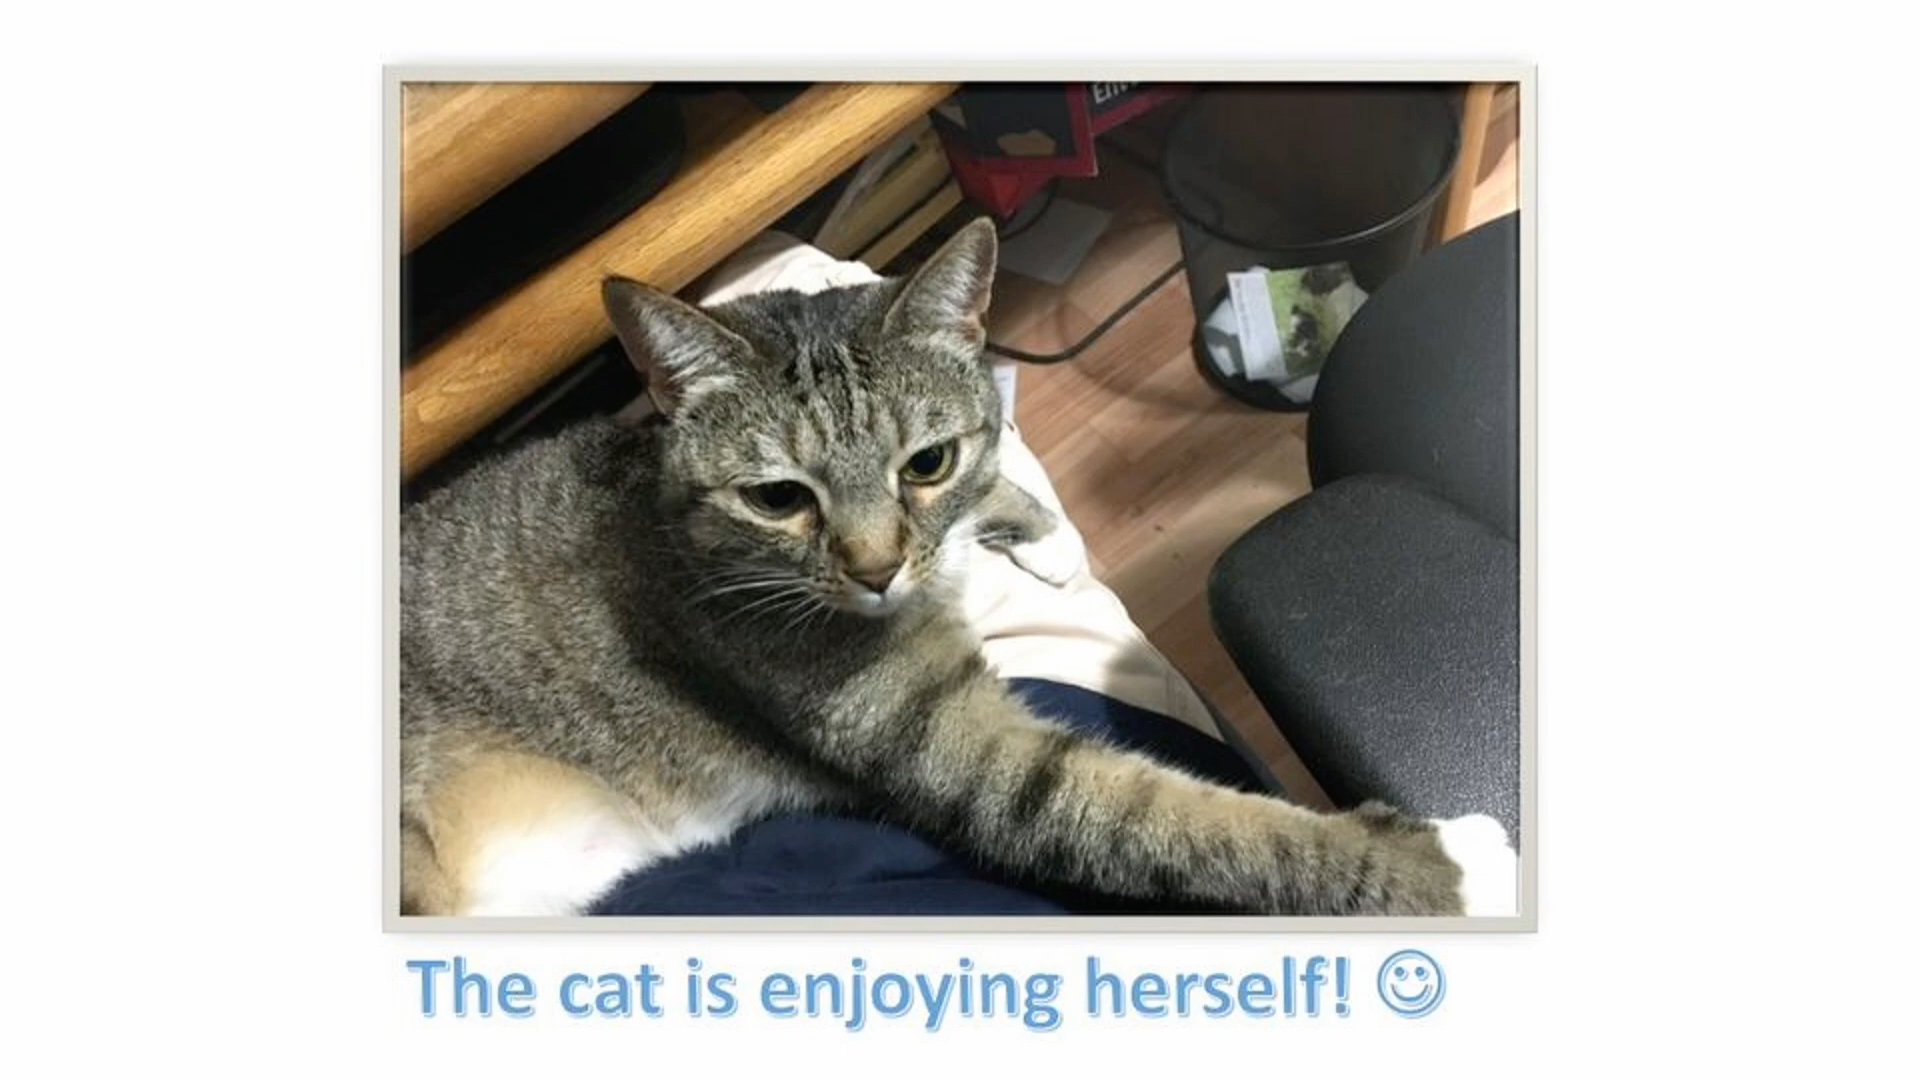 The cat is enjoying herself! ☺